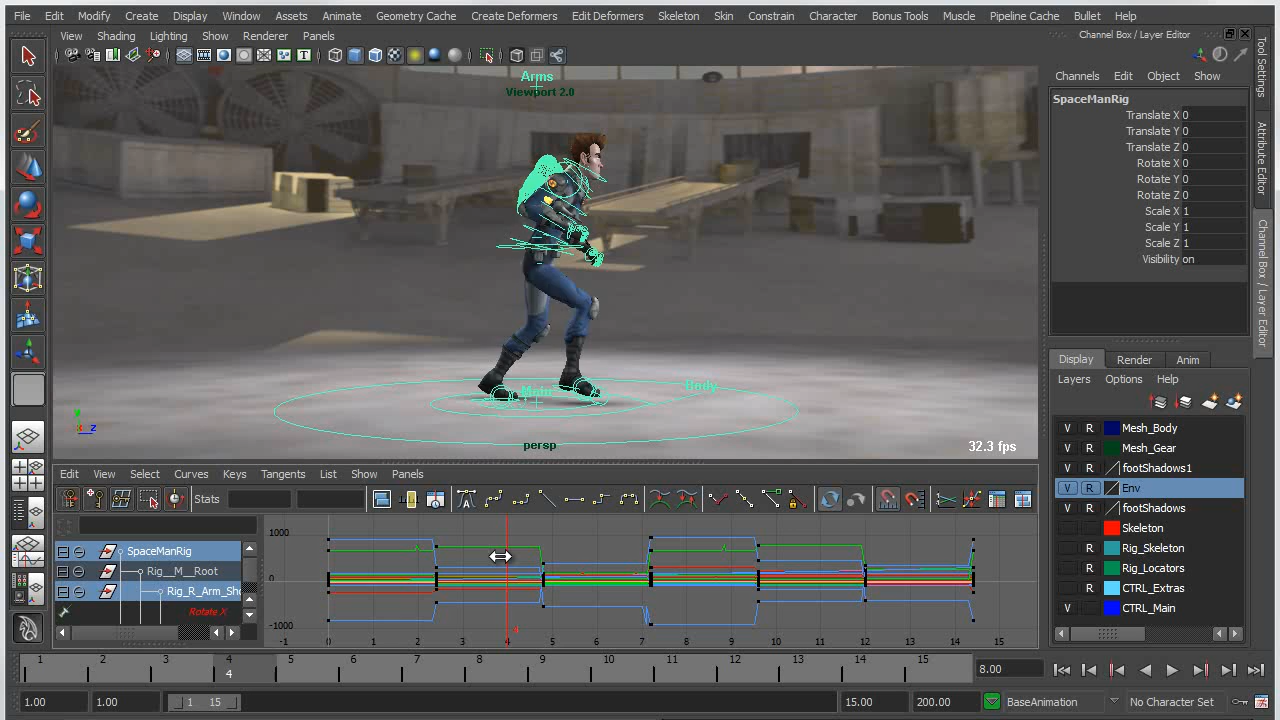 File Edit Modify Create Display Window Assets Animate Geometry Cache Create Deformers Edit Deformers Skeleton Skin Constrain Character Bonus Tools Muscle Pipeline Cache Bullet Help
View Shading Lighting Show Renderer Panels
Channel Box / Layer Editor
Channels Edit Object Show
SpaceManRig
Translate X 0
Translate Y 0
Translate Z 0
Rotate X 0
Rotate Y 0
Rotate Z 0
Scale X 1
Scale Y 1
Scale Z 1
Visibility on
Tool Settings
Attribute Editor
Channel Box / Layer Editor
Arms
Viewport 2.0
Main
Body
persp
32.3 fps
Y
Z
Display Render Anim
Layers Options Help
V R Mesh_Body
V R Mesh_Gear
V R footShadows1
V R Env
V R footShadows
Skeleton
Rig_Skeleton
Rig_Locators
CTRL_Extras
V CTRL_Main
Edit View Select Curves Keys Tangents List Show Panels
Stats
SpaceManRig
Rig__M__Root
Rig_R_Arm_Sho
Rotate X
1000
0
-1000
-1 0 1 2 3 4 5 6 7 8 9 10 11 12 13 14 15
4
1 2 3 4 5 6 7 8 9 10 11 12 13 14 15
4
8.00
1.00 1.00 1 15 15.00 200.00 BaseAnimation No Character Set